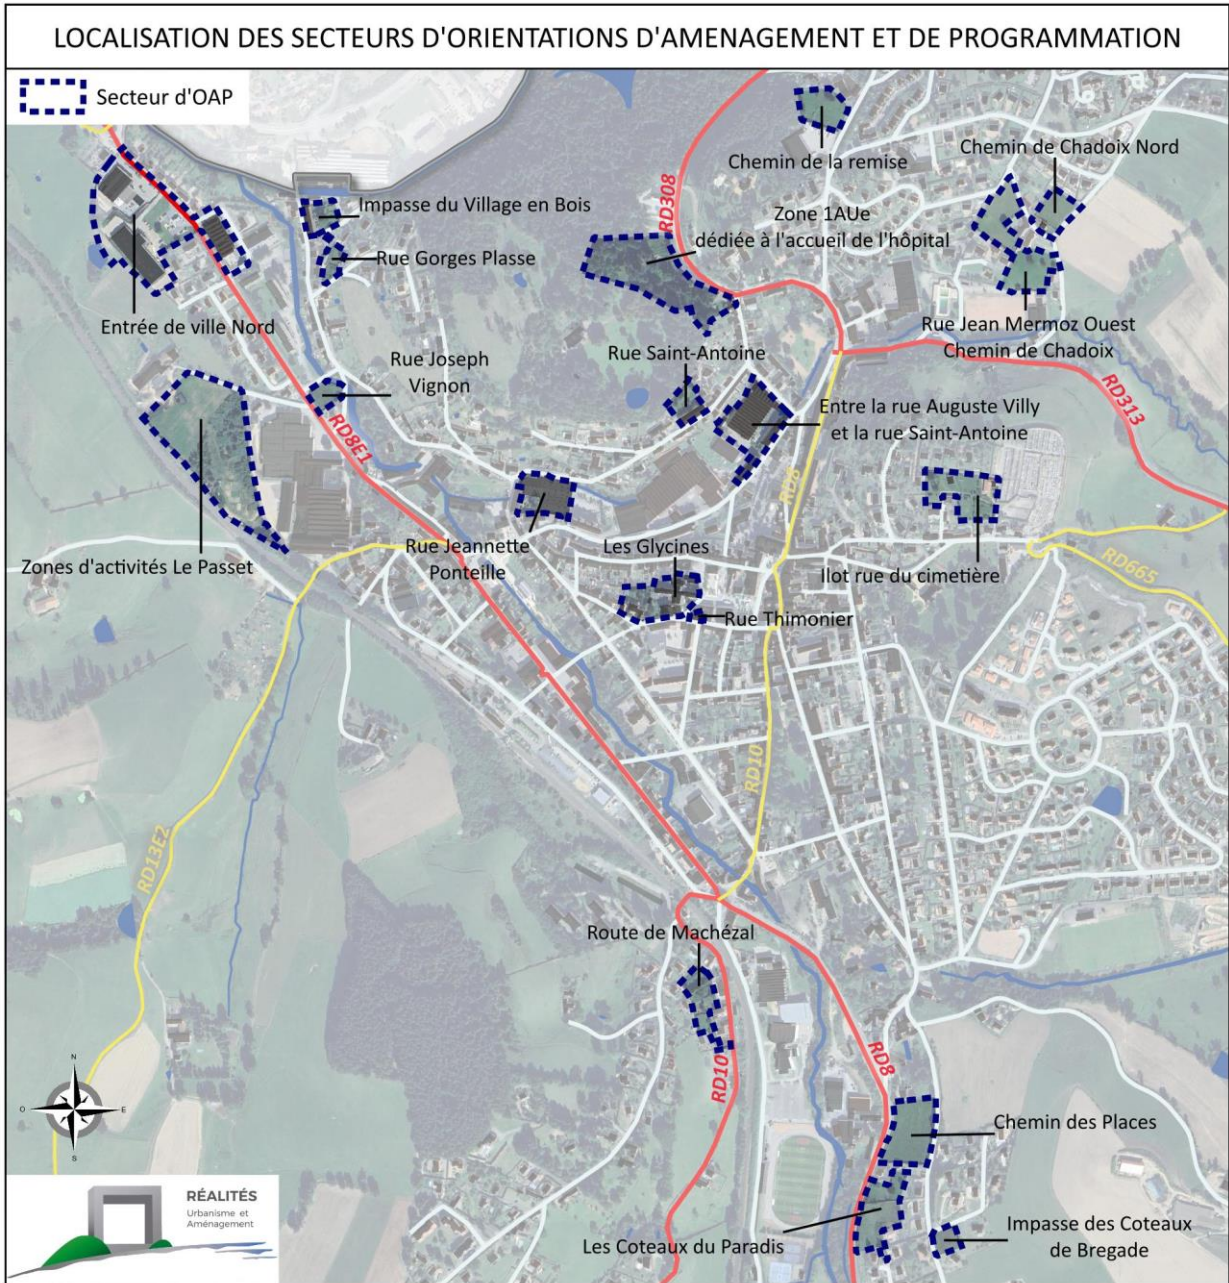 LOCALISATION DES SECTEURS D'ORIENTATIONS D'AMENAGEMENT ET DE PROGRAMMATION
Secteur d'OAP
Chemin de la remise
Chemin de Chadoix Nord
Impasse du Village en Bois
RD308
Zone 1AUe
dédiée à l'accueil de l'hôpital
Rue Gorges Plasse
Entrée de ville Nord
Rue Jean Mermoz Ouest
Chemin de Chadoix
Rue Joseph
Vignon
Rue Saint-Antoine
RD313
Entre la rue Auguste Villy
et la rue Saint-Antoine
RD8E1
RD8
Zones d'activités Le Passet
Rue Jeannette
Ponteille
Les Glycines
Ilot rue du cimetière
RD665
Rue Thimonier
RD10
RD13E2
Route de Machézal
RD10
RD8
N
O
E
S
Chemin des Places
RÉALITÉS
Urbanisme et
Aménagement
Les Coteaux du Paradis
Impasse des Coteaux
de Bregade